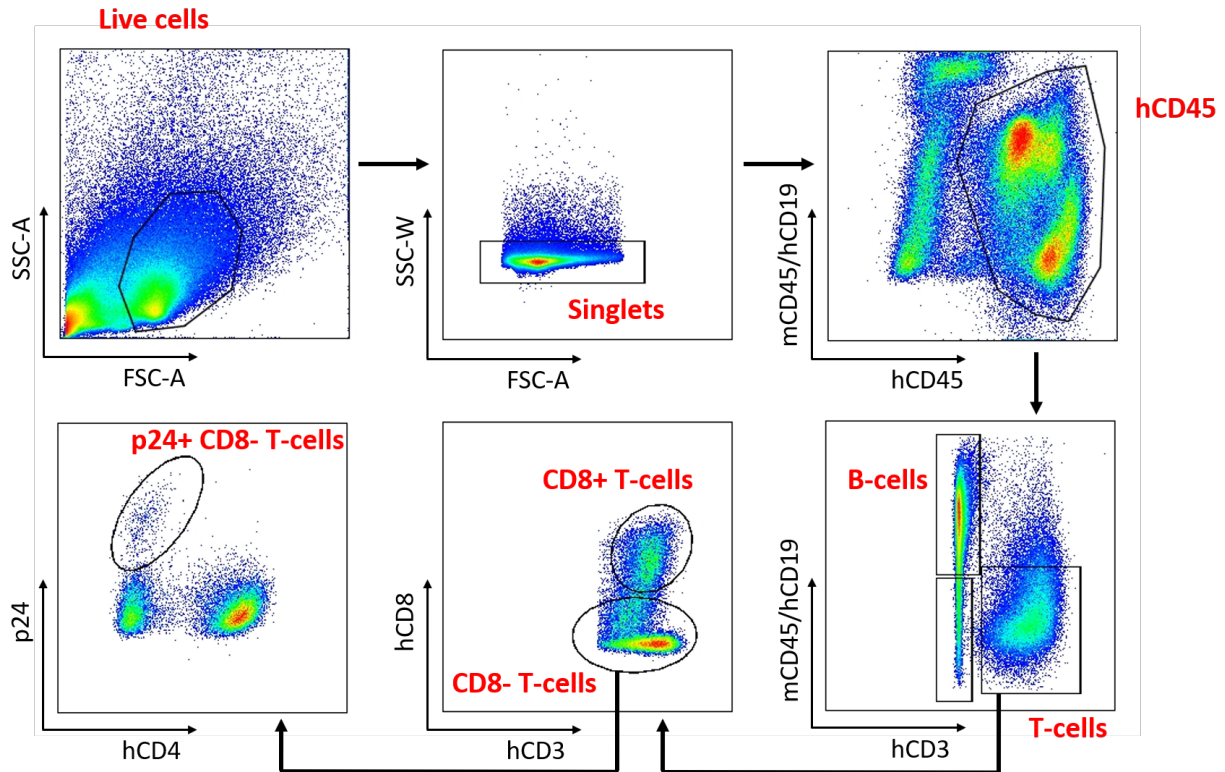 Live cells
SSC-A
FSC-A
SSC-W
Singlets
FSC-A
hCD45
mCD45/hCD19
hCD45
p24+ CD8- T-cells
p24
hCD4
CD8+ T-cells
hCD8
CD8- T-cells
hCD3
B-cells
mCD45/hCD19
T-cells
hCD3